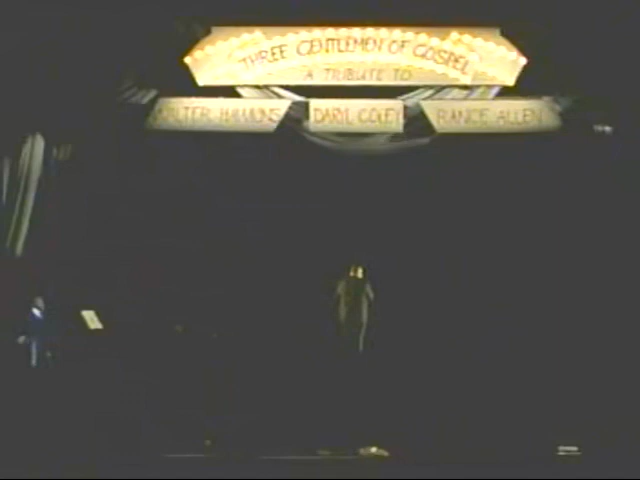 THREE GENTLEMEN OF GOSPEL
A TRIBUTE TO
WALTER HAWKINS DARYL COLEY RANCE ALLEN